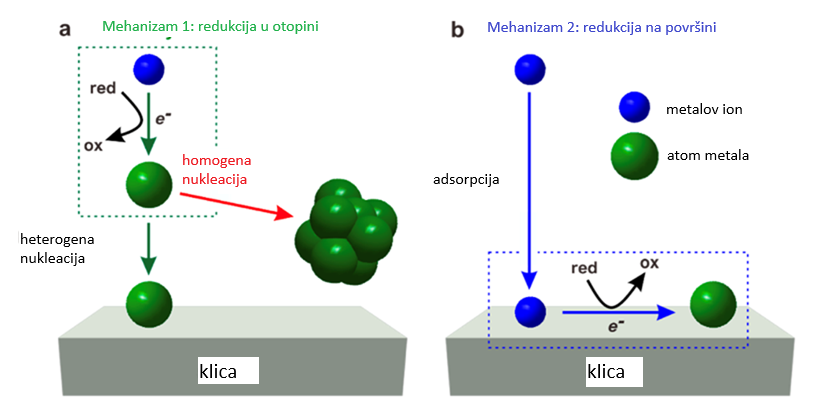 a
Mehanizam 1: redukcija u otopini
red
e-
ox
homogena
nukleacija
heterogena
nukleacija
klica
b
Mehanizam 2: redukcija na površini
metalov ion
atom metala
adsorpcija
red
ox
e-
klica